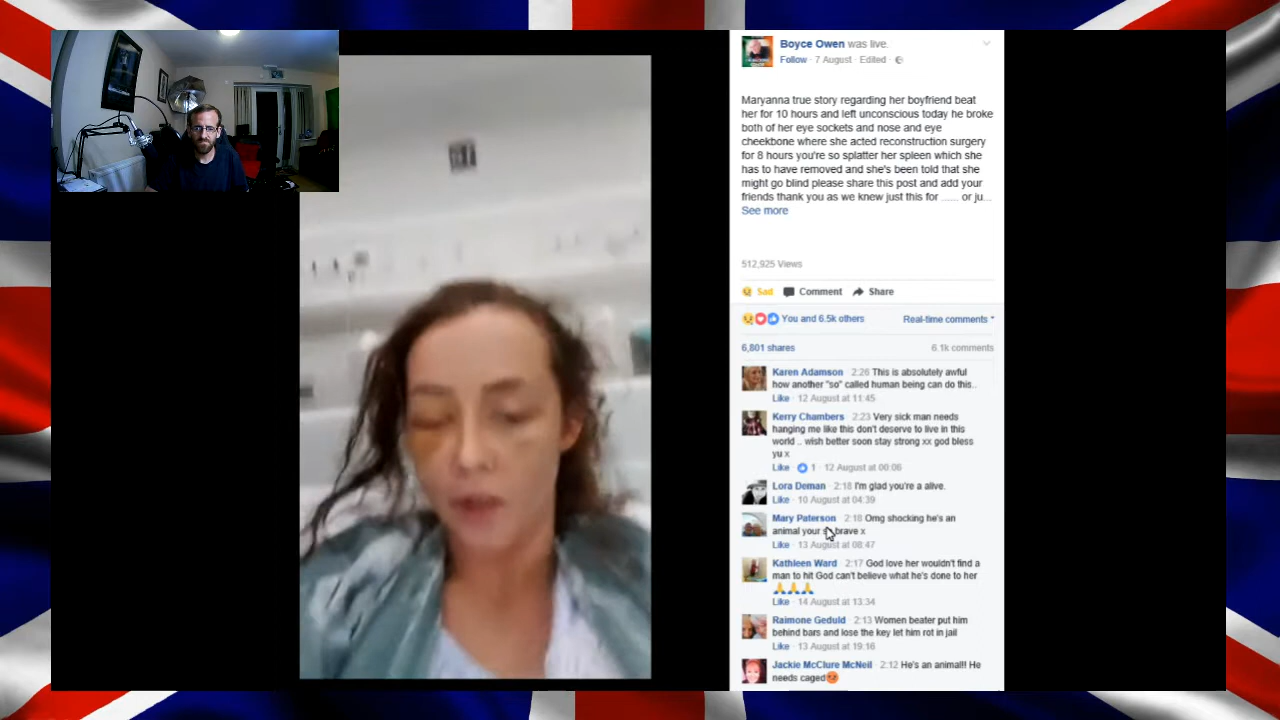 Boyce Owen was live.
Follow · 7 August · Edited ·
Maryanna true story regarding her boyfriend beat
her for 10 hours and left unconscious today he broke
both of her eye sockets and nose and eye
cheekbone where she acted reconstruction surgery
for 8 hours you're so splatter her spleen which she
has to have removed and she's been told that she
might go blind please share this post and add your
friends thank you as we knew just this for ...... or ju...
See more
512,925 Views
Sad Comment Share
You and 6.5k others Real-time comments
6,801 shares 6.1k comments
Karen Adamson 2:26 This is absolutely awful
how another "so" called human being can do this..
Like · 12 August at 11:45
Kerry Chambers 2:23 Very sick man needs
hanging me like this don't deserve to live in this
world .. wish better soon stay strong xx god bless
yu x
Like · 1 · 12 August at 00:06
Lora Deman 2:18 I'm glad you're a alive.
Like · 10 August at 04:39
Mary Paterson 2:18 Omg shocking he's an
animal your brave x
Like · 13 August at 08:47
Kathleen Ward 2:17 God love her wouldn't find a
man to hit God can't believe what he's done to her
🙏🙏🙏
Like · 14 August at 13:34
Raimone Geduld 2:13 Women beater put him
behind bars and lose the key let him rot in jail
Like · 13 August at 19:16
Jackie McClure McNeil 2:12 He's an animal!! He
needs caged😡